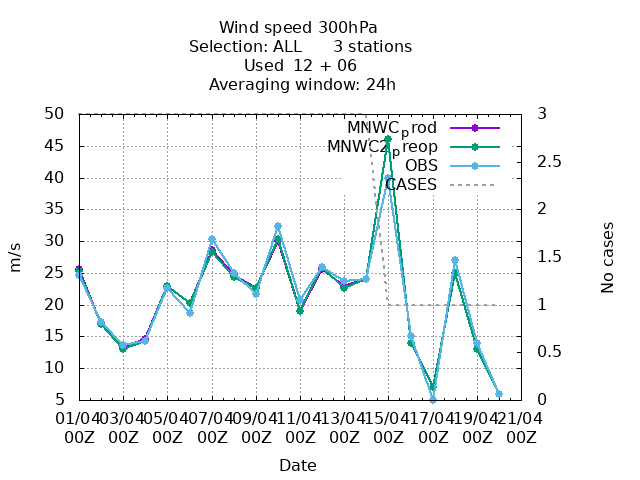 Wind speed 300hPa
Selection: ALL 3 stations
Used 12 + 06
Averaging window: 24h
50
45
40
35
30
25
20
15
10
5
m/s
3
2.5
2
1.5
1
0.5
0
No cases
MNWCprod
MNWC2preop
OBS
CASES
01/04 03/04 05/04 07/04 09/04 11/04 13/04 15/04 17/04 19/04 21/04
00Z 00Z 00Z 00Z 00Z 00Z 00Z 00Z 00Z 00Z 00Z
Date